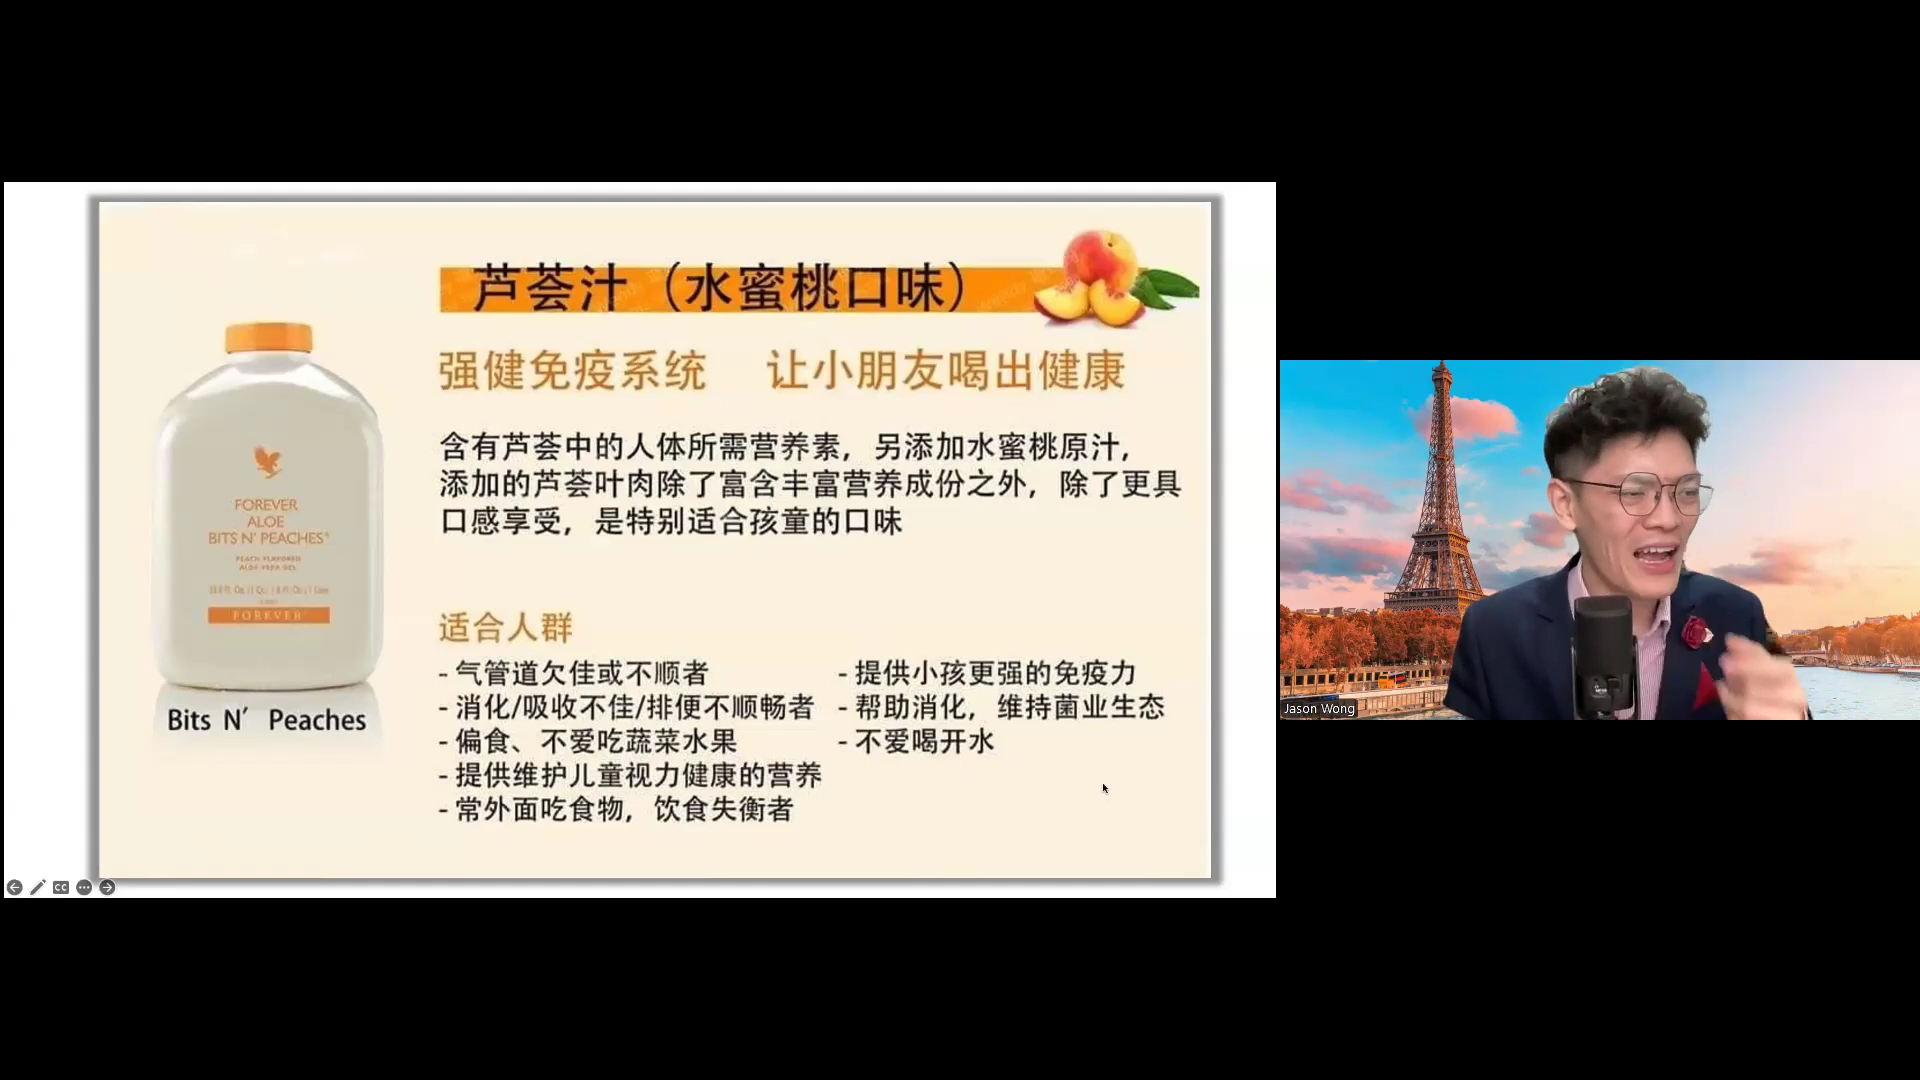 芦荟汁（水蜜桃口味）
强健免疫系统 让小朋友喝出健康
含有芦荟中的人体所需营养素，另添加水蜜桃原汁，
添加的芦荟叶肉除了富含丰富营养成份之外，除了更具
口感享受，是特别适合孩童的口味
适合人群
- 气管道欠佳或不顺者
- 消化/吸收不佳/排便不顺畅者
- 偏食、不爱吃蔬菜水果
- 提供维护儿童视力健康的营养
- 常外面吃食物，饮食失衡者
- 提供小孩更强的免疫力
- 帮助消化，维持菌业生态
- 不爱喝开水
FOREVER
ALOE
BITS N' PEACHES®
PEACH FLAVORED
ALOE VERA GEL
FOREVER
Bits N′ Peaches
CC
Jason Wong